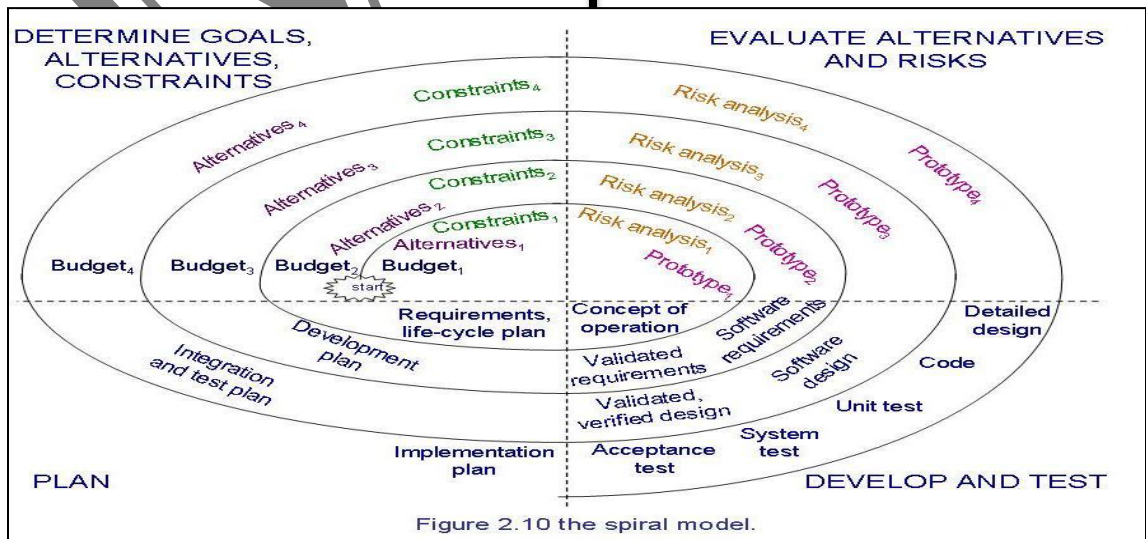 DETERMINE GOALS,
ALTERNATIVES,
CONSTRAINTS
EVALUATE ALTERNATIVES
AND RISKS
Constraints₄
Alternatives₄
Risk analysis₄
Prototype₄
Constraints₃
Alternatives₃
Risk analysis₃
Prototype₃
Constraints₂
Alternatives₂
Risk analysis₂
Prototype₂
Constraints₁
Alternatives₁
Risk analysis₁
Prototype₁
Budget₄
Budget₃
Budget₂
Budget₁
start
Requirements,
life-cycle plan
Concept of
operation
Software
requirements
Detailed
design
Development
plan
Validated
requirements
Software
design
Code
Integration
and test plan
Validated,
verified design
Unit test
Implementation
plan
Acceptance
test
System
test
PLAN
DEVELOP AND TEST
Figure 2.10 the spiral model.